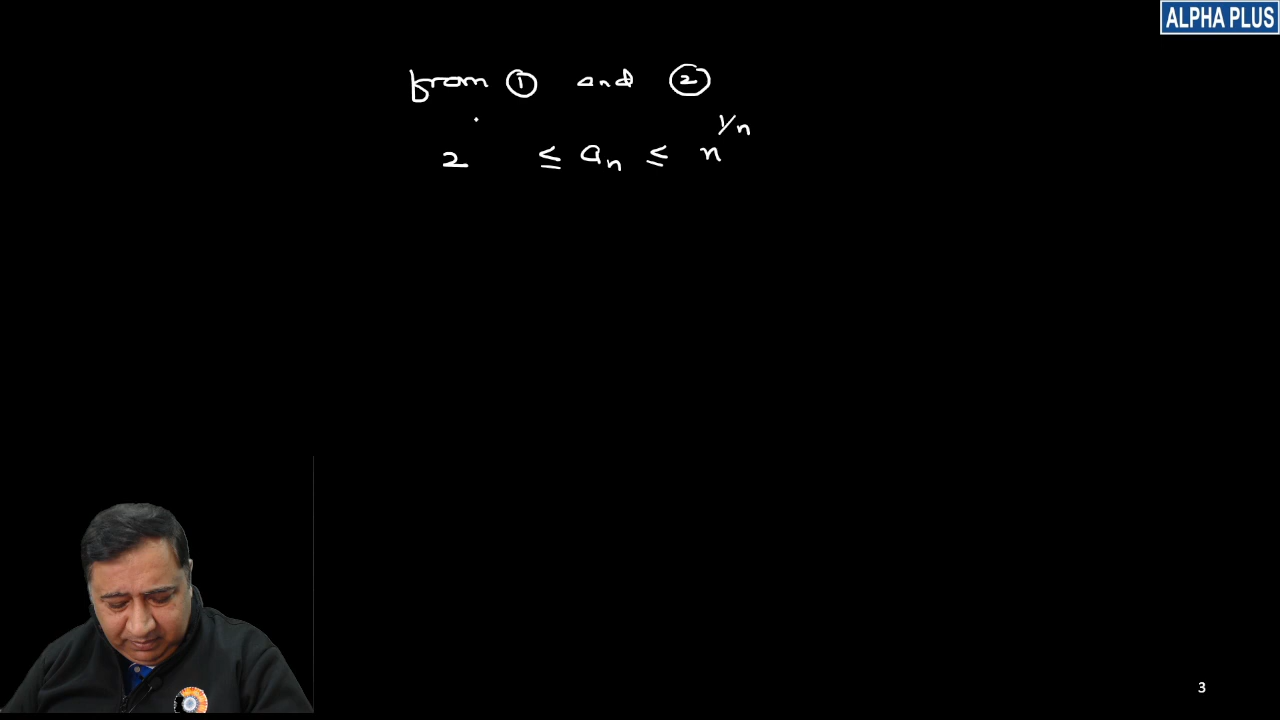 ALPHA PLUS
from ① and ②
2 ≤ aₙ ≤ n^{1/n}
3